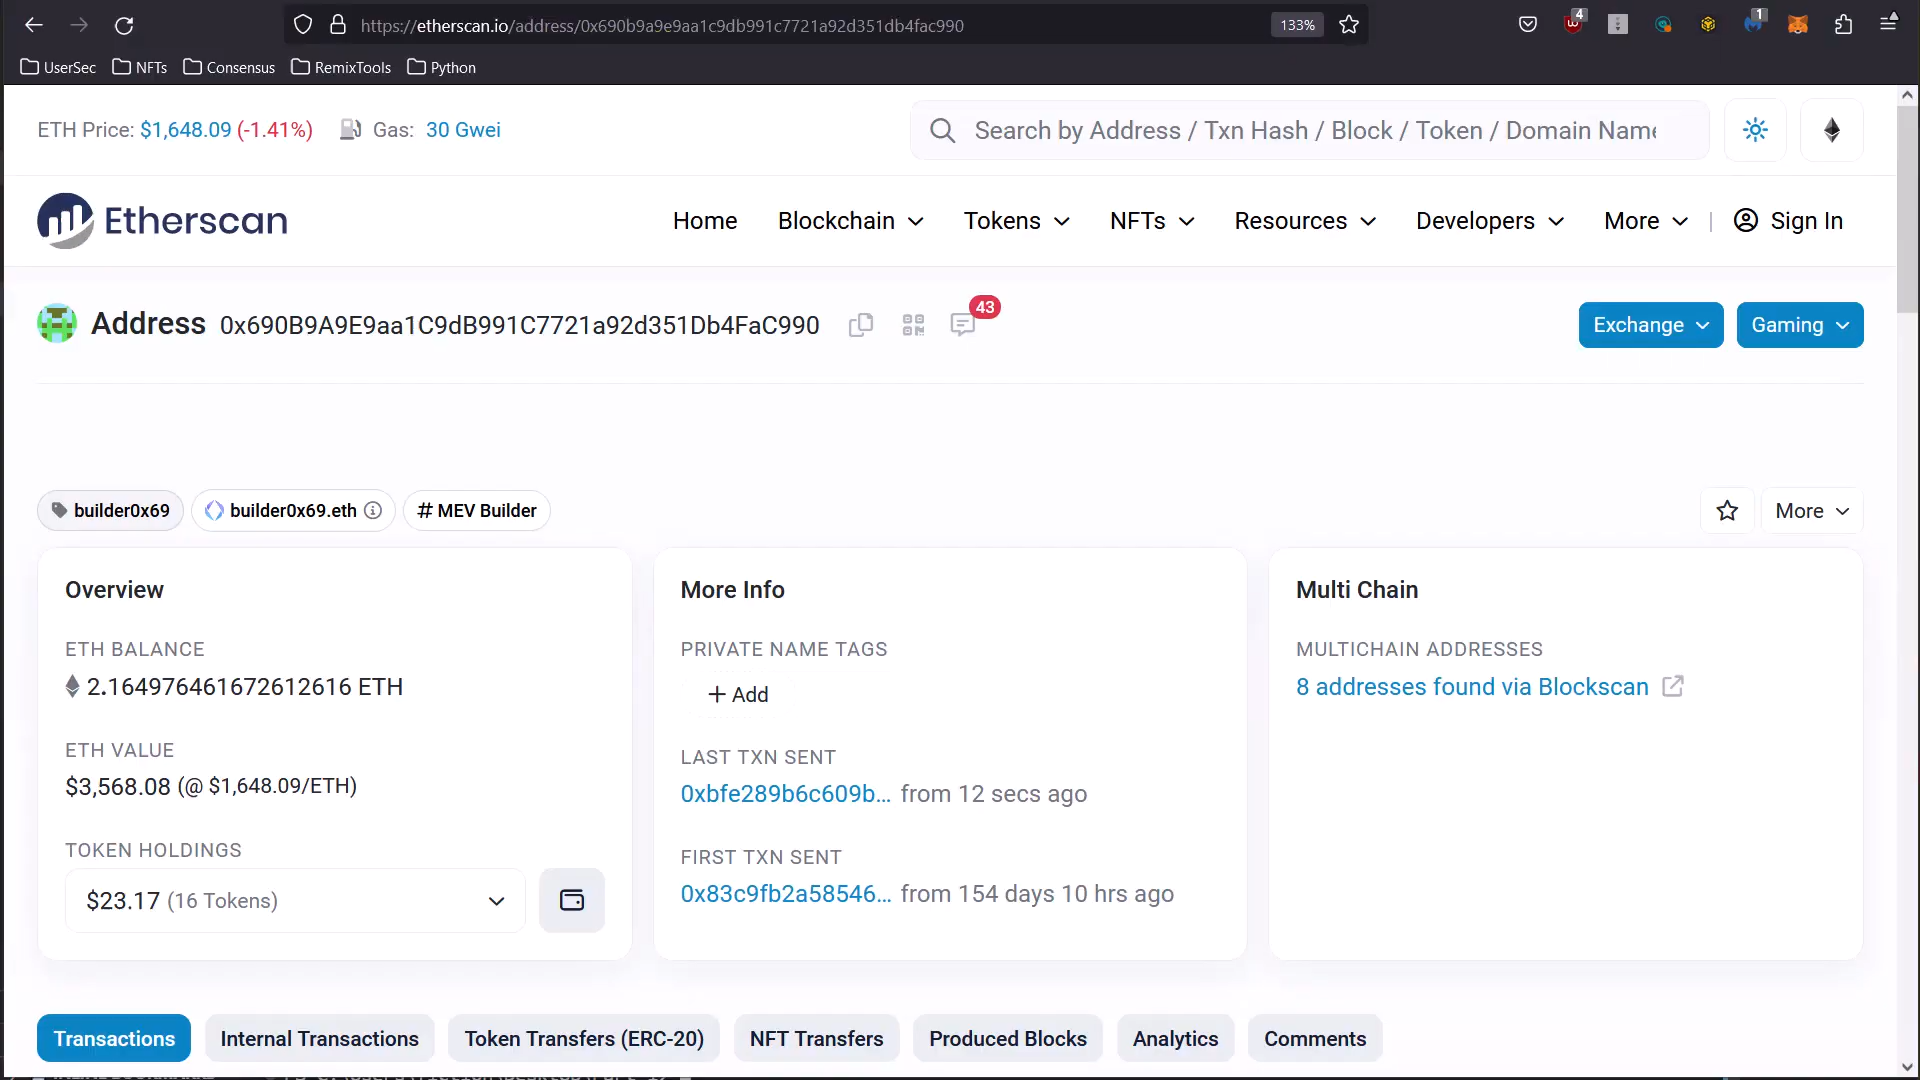 https://etherscan.io/address/0x690b9a9e9aa1c9db991c7721a92d351db4fac990
133%
4
1
UserSec NFTs Consensus RemixTools Python
ETH Price: $1,648.09 (-1.41%) Gas: 30 Gwei
Search by Address / Txn Hash / Block / Token / Domain Name
Etherscan
Home Blockchain Tokens NFTs Resources Developers More | Sign In
Address 0x690B9A9E9aa1C9dB991C7721a92d351Db4FaC990
43
Exchange Gaming
builder0x69 builder0x69.eth # MEV Builder
More
Overview
ETH BALANCE
2.164976461672612616 ETH
ETH VALUE
$3,568.08 (@ $1,648.09/ETH)
TOKEN HOLDINGS
$23.17 (16 Tokens)
More Info
PRIVATE NAME TAGS
+ Add
LAST TXN SENT
0xbfe289b6c609b... from 12 secs ago
FIRST TXN SENT
0x83c9fb2a58546... from 154 days 10 hrs ago
Multi Chain
MULTICHAIN ADDRESSES
8 addresses found via Blockscan
Transactions Internal Transactions Token Transfers (ERC-20) NFT Transfers Produced Blocks Analytics Comments